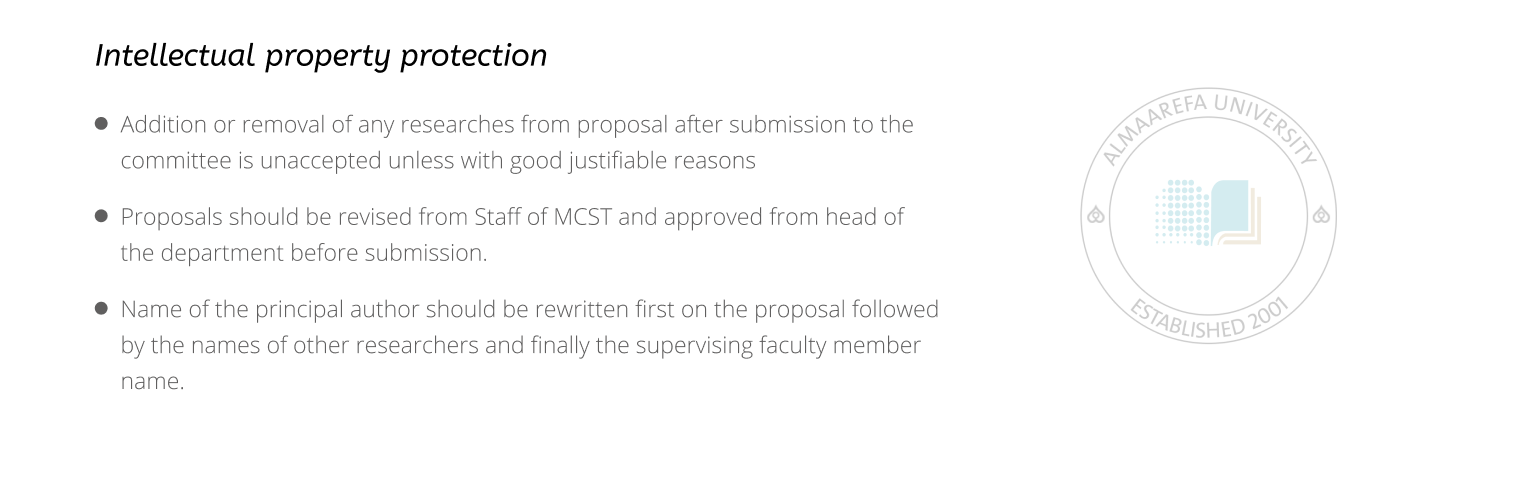 Intellectual property protection
● Addition or removal of any researches from proposal after submission to the
committee is unaccepted unless with good justifiable reasons
● Proposals should be revised from Staff of MCST and approved from head of
the department before submission.
● Name of the principal author should be rewritten first on the proposal followed
by the names of other researchers and finally the supervising faculty member
name.
ALMAAREFA UNIVERSITY
ESTABLISHED 2001